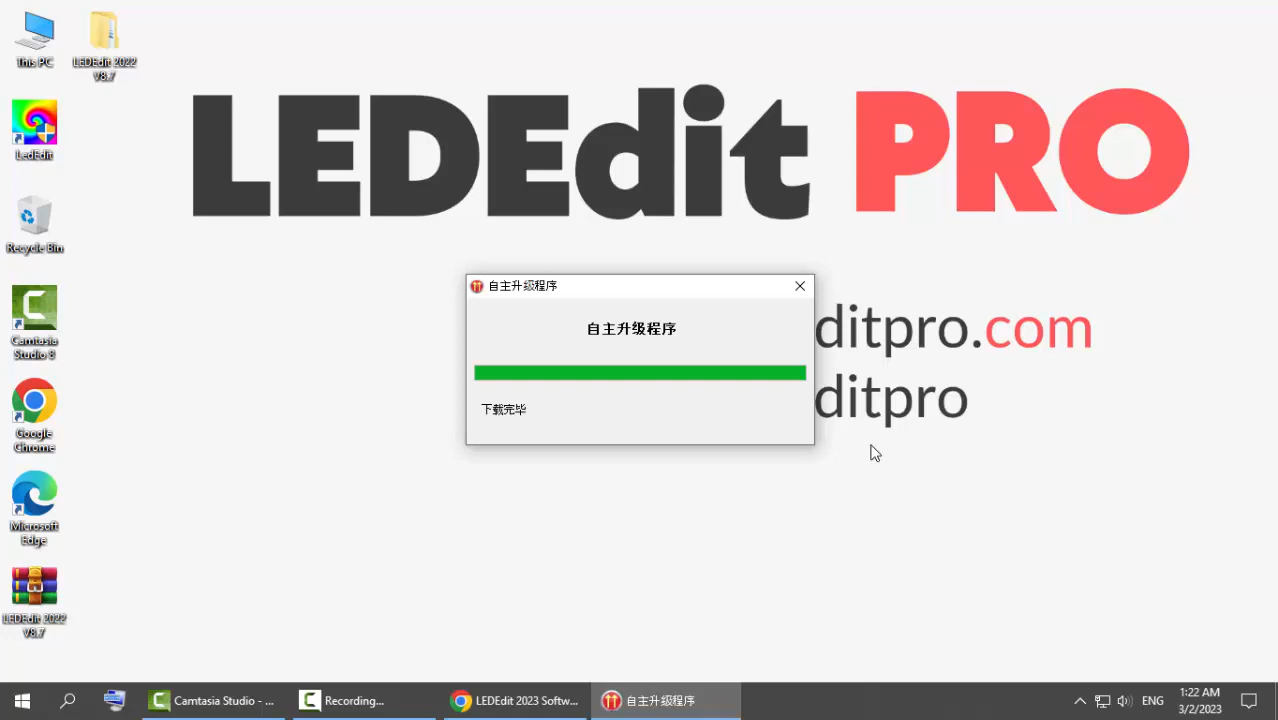 This PC
LEDEdit 2022
V8.7
LedEdit
Recycle Bin
Camtasia
Studio 8
Google
Chrome
Microsoft
Edge
LEDEdit 2022
V8.7
LEDEdit PRO
ditpro.com
ditpro
自主升级程序
自主升级程序
下载完毕
Camtasia Studio - ...
Recording...
LEDEdit 2023 Softw...
自主升级程序
ENG
1:22 AM
3/2/2023